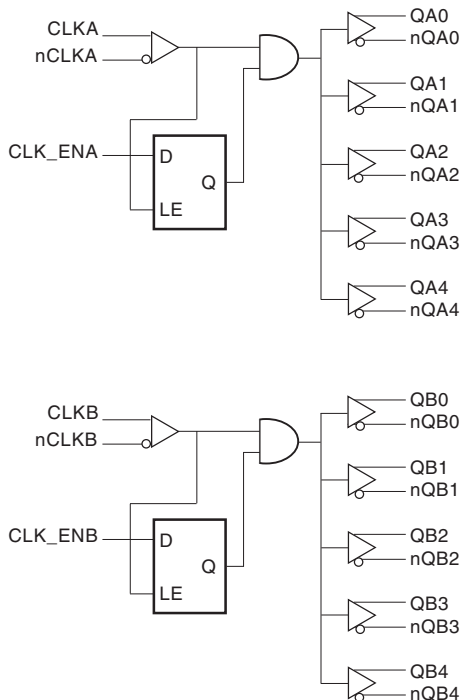 CLKA
nCLKA
CLK_ENA
D
Q
LE
QA0
nQA0
QA1
nQA1
QA2
nQA2
QA3
nQA3
QA4
nQA4
CLKB
nCLKB
CLK_ENB
D
Q
LE
QB0
nQB0
QB1
nQB1
QB2
nQB2
QB3
nQB3
QB4
nQB4